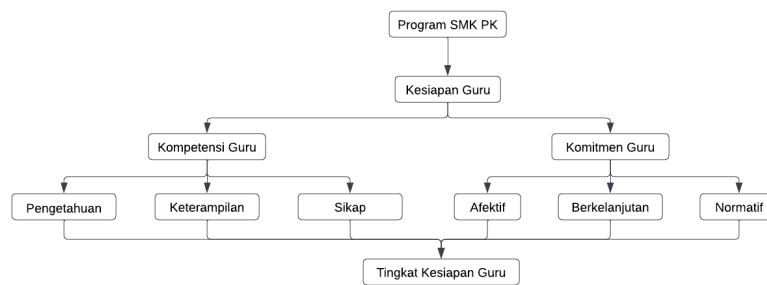 Program SMK PK
Kesiapan Guru
Kompetensi Guru
Komitmen Guru
Pengetahuan
Keterampilan
Sikap
Afektif
Berkelanjutan
Normatif
Tingkat Kesiapan Guru